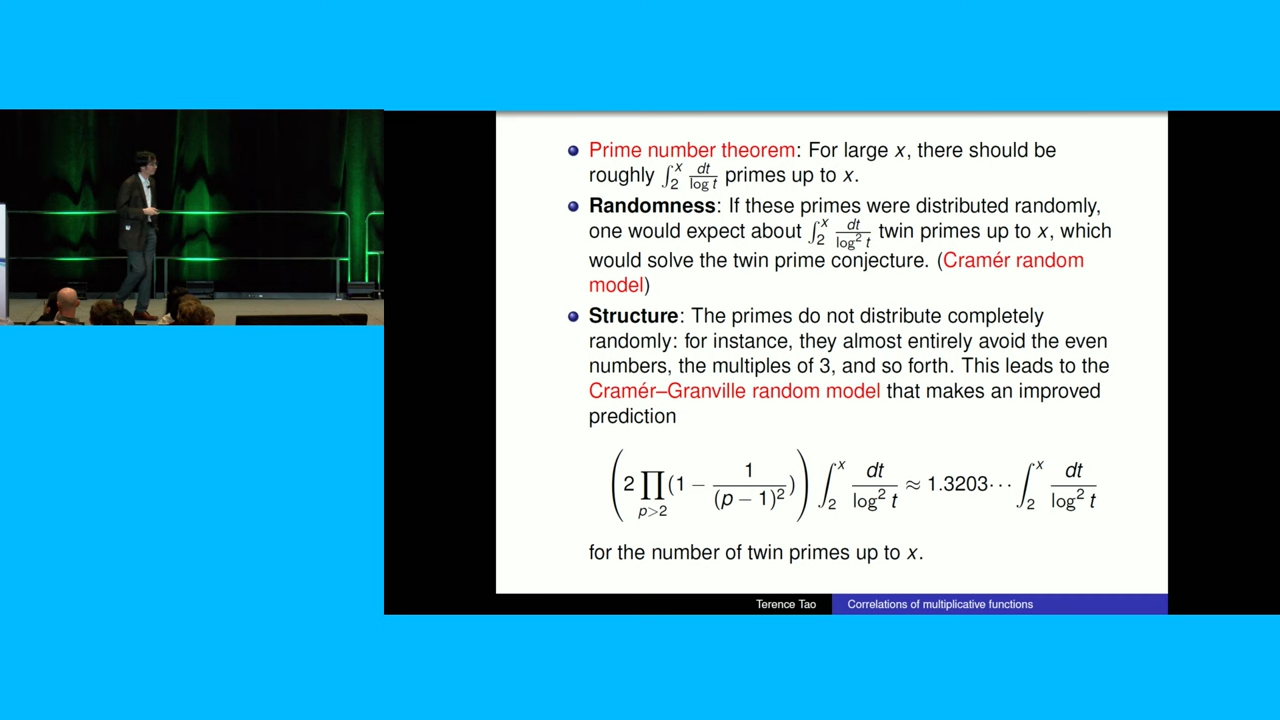 Prime number theorem: For large x, there should be
roughly ∫₂ˣ dt/log t primes up to x.
Randomness: If these primes were distributed randomly,
one would expect about ∫₂ˣ dt/log² t twin primes up to x, which
would solve the twin prime conjecture. (Cramér random
model)
Structure: The primes do not distribute completely
randomly: for instance, they almost entirely avoid the even
numbers, the multiples of 3, and so forth. This leads to the
Cramér–Granville random model that makes an improved
prediction
(2 ∏_{p>2} (1 − 1/(p − 1)²)) ∫₂ˣ dt/log² t ≈ 1.3203⋯ ∫₂ˣ dt/log² t
for the number of twin primes up to x.
Terence Tao Correlations of multiplicative functions